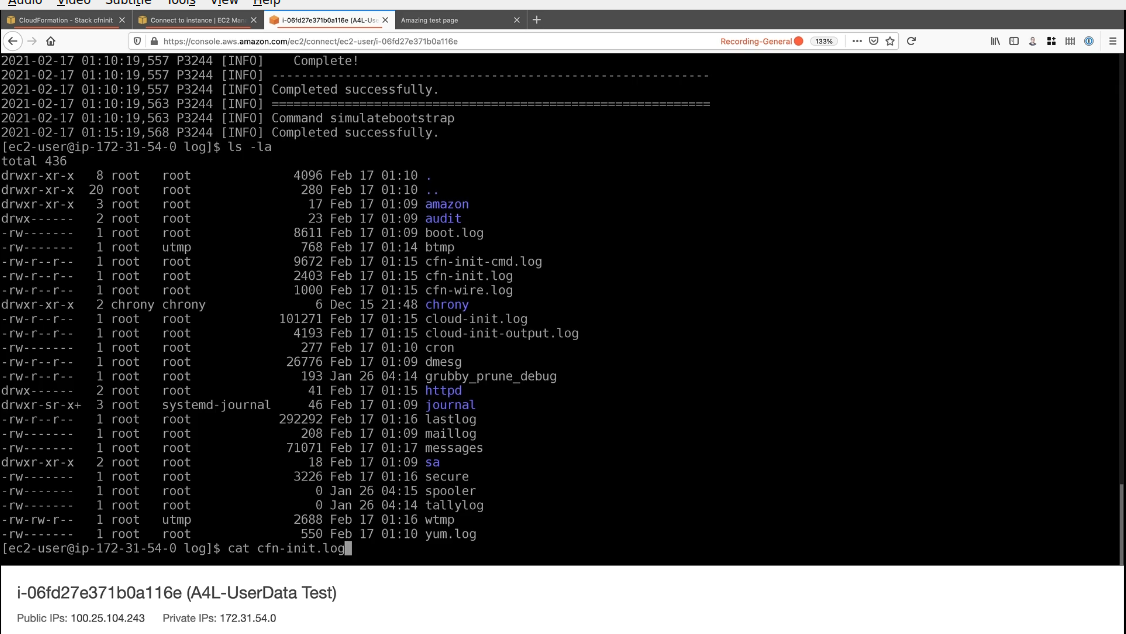 Audio Video Subtitle Tools View Help
CloudFormation - Stack cfninit
Connect to instance | EC2 Man
i-06fd27e371b0a116e (A4L-Us
Amazing test page
https://console.aws.amazon.com/ec2/connect/ec2-user/i-06fd27e371b0a116e Recording-General 133%
2021-02-17 01:10:19,557 P3244 [INFO] Complete!
2021-02-17 01:10:19,557 P3244 [INFO] ------------------------------------------------------------
2021-02-17 01:10:19,557 P3244 [INFO] Completed successfully.
2021-02-17 01:10:19,563 P3244 [INFO] ============================================================
2021-02-17 01:10:19,563 P3244 [INFO] Command simulatebootstrap
2021-02-17 01:15:19,568 P3244 [INFO] Completed successfully.
[ec2-user@ip-172-31-54-0 log]$ ls -la
total 436
drwxr-xr-x 8 root root 4096 Feb 17 01:10 .
drwxr-xr-x 20 root root 280 Feb 17 01:10 ..
drwxr-xr-x 3 root root 17 Feb 17 01:09 amazon
drwx------ 2 root root 23 Feb 17 01:09 audit
-rw------- 1 root root 8611 Feb 17 01:09 boot.log
-rw------- 1 root utmp 768 Feb 17 01:14 btmp
-rw-r--r-- 1 root root 9672 Feb 17 01:15 cfn-init-cmd.log
-rw-r--r-- 1 root root 2403 Feb 17 01:15 cfn-init.log
-rw-r--r-- 1 root root 1000 Feb 17 01:15 cfn-wire.log
drwxr-xr-x 2 chrony chrony 6 Dec 15 21:48 chrony
-rw-r--r-- 1 root root 101271 Feb 17 01:15 cloud-init.log
-rw-r--r-- 1 root root 4193 Feb 17 01:15 cloud-init-output.log
-rw------- 1 root root 277 Feb 17 01:10 cron
-rw-r--r-- 1 root root 26776 Feb 17 01:09 dmesg
-rw-r--r-- 1 root root 193 Jan 26 04:14 grubby_prune_debug
drwx------ 2 root root 41 Feb 17 01:15 httpd
drwxr-sr-x+ 3 root systemd-journal 46 Feb 17 01:09 journal
-rw-r--r-- 1 root root 292292 Feb 17 01:16 lastlog
-rw------- 1 root root 208 Feb 17 01:09 maillog
-rw------- 1 root root 71071 Feb 17 01:17 messages
drwxr-xr-x 2 root root 18 Feb 17 01:09 sa
-rw------- 1 root root 3226 Feb 17 01:16 secure
-rw------- 1 root root 0 Jan 26 04:15 spooler
-rw------- 1 root root 0 Jan 26 04:14 tallylog
-rw-rw-r-- 1 root utmp 2688 Feb 17 01:16 wtmp
-rw------- 1 root root 550 Feb 17 01:10 yum.log
[ec2-user@ip-172-31-54-0 log]$ cat cfn-init.log
i-06fd27e371b0a116e (A4L-UserData Test)
Public IPs: 100.25.104.243 Private IPs: 172.31.54.0